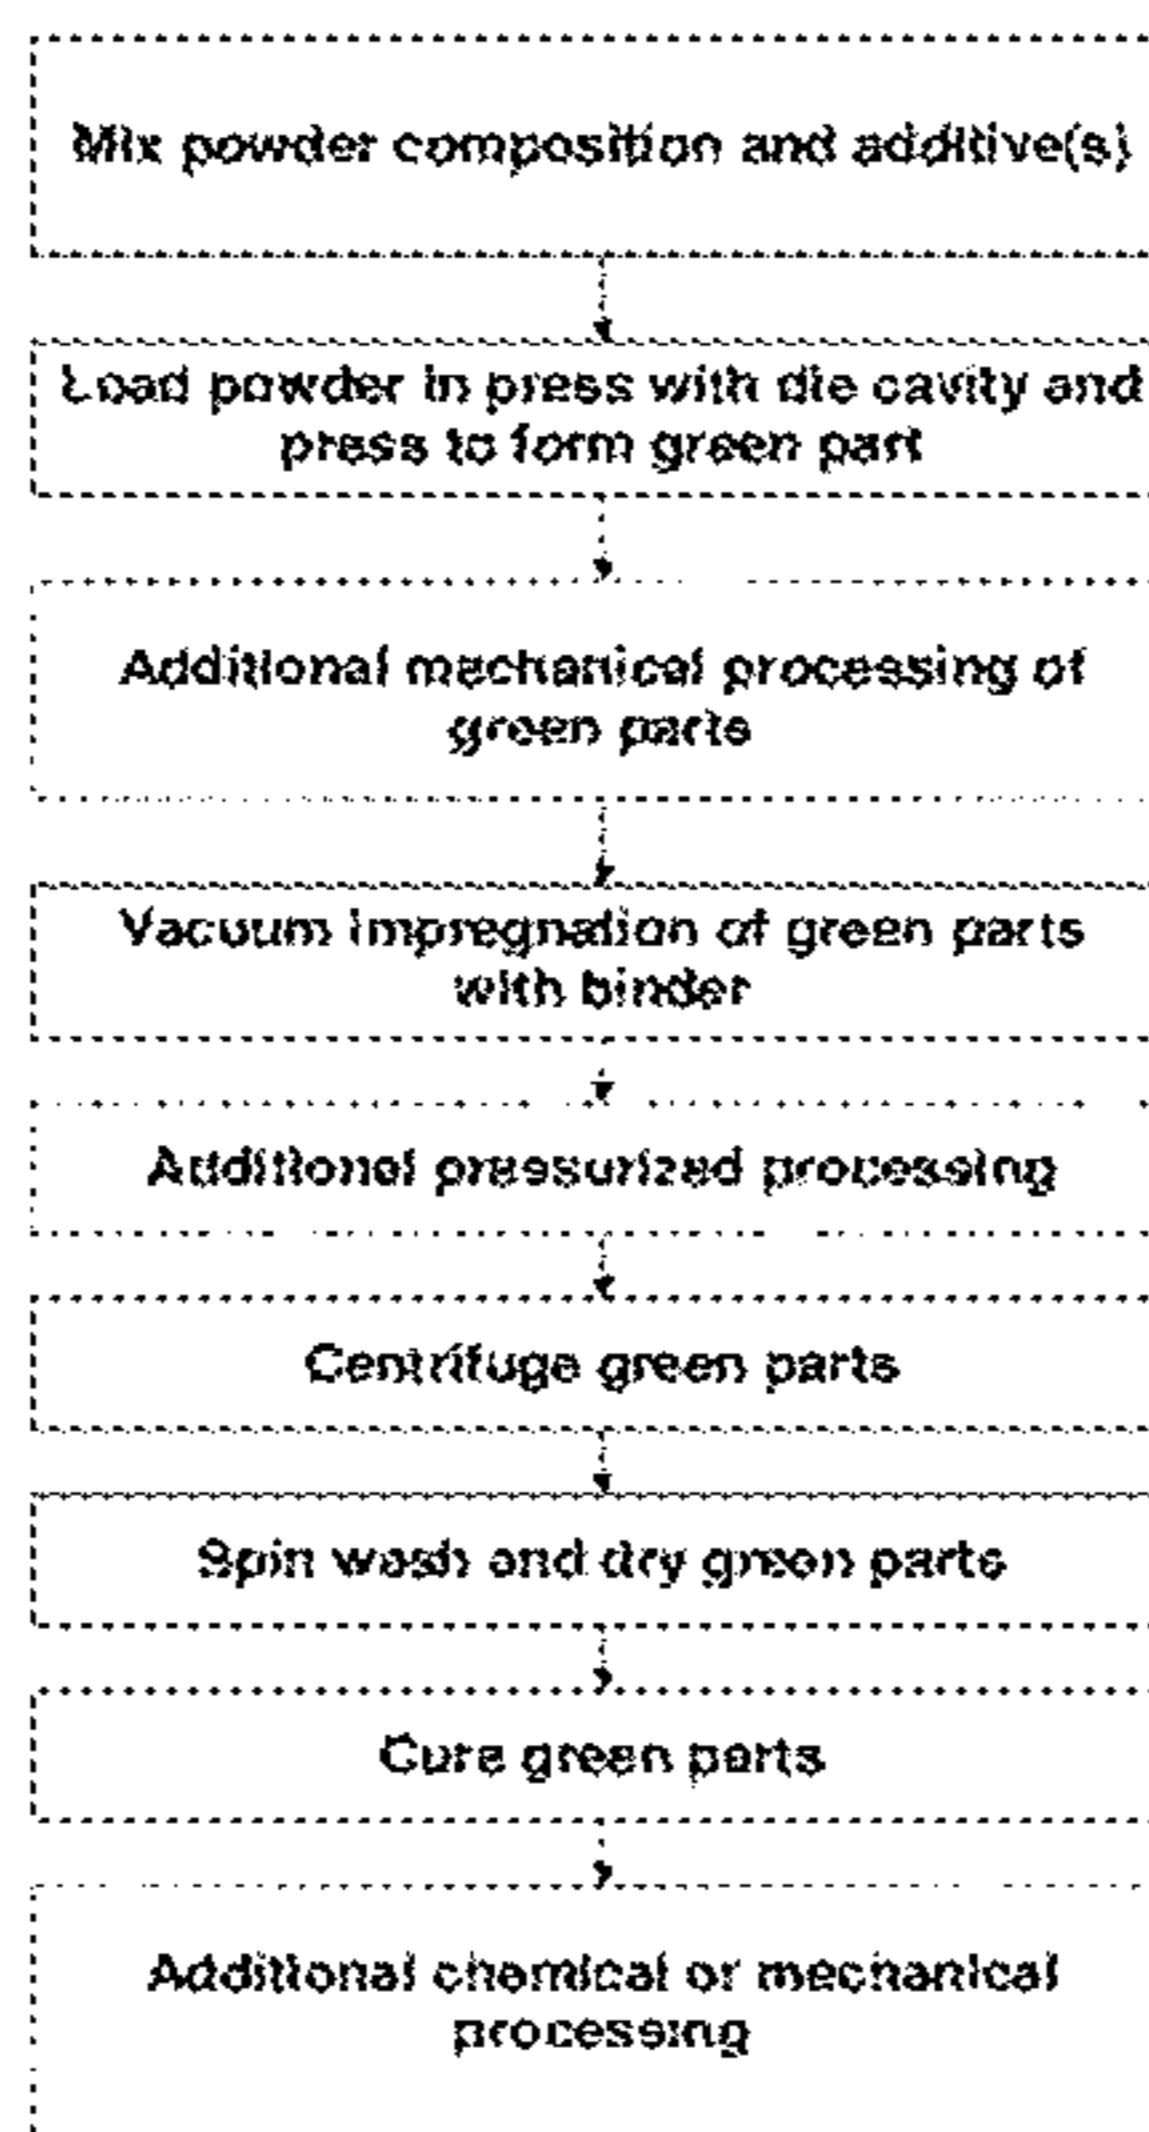 Mix powder composition and additive(s)
Load powder in press with die cavity and
press to form green part
Additional mechanical processing of
green parts
Vacuum impregnation of green parts
with binder
Additional pressurized processing
Centrifuge green parts
Spin wash and dry green parts
Cure green parts
Additional chemical or mechanical
processing